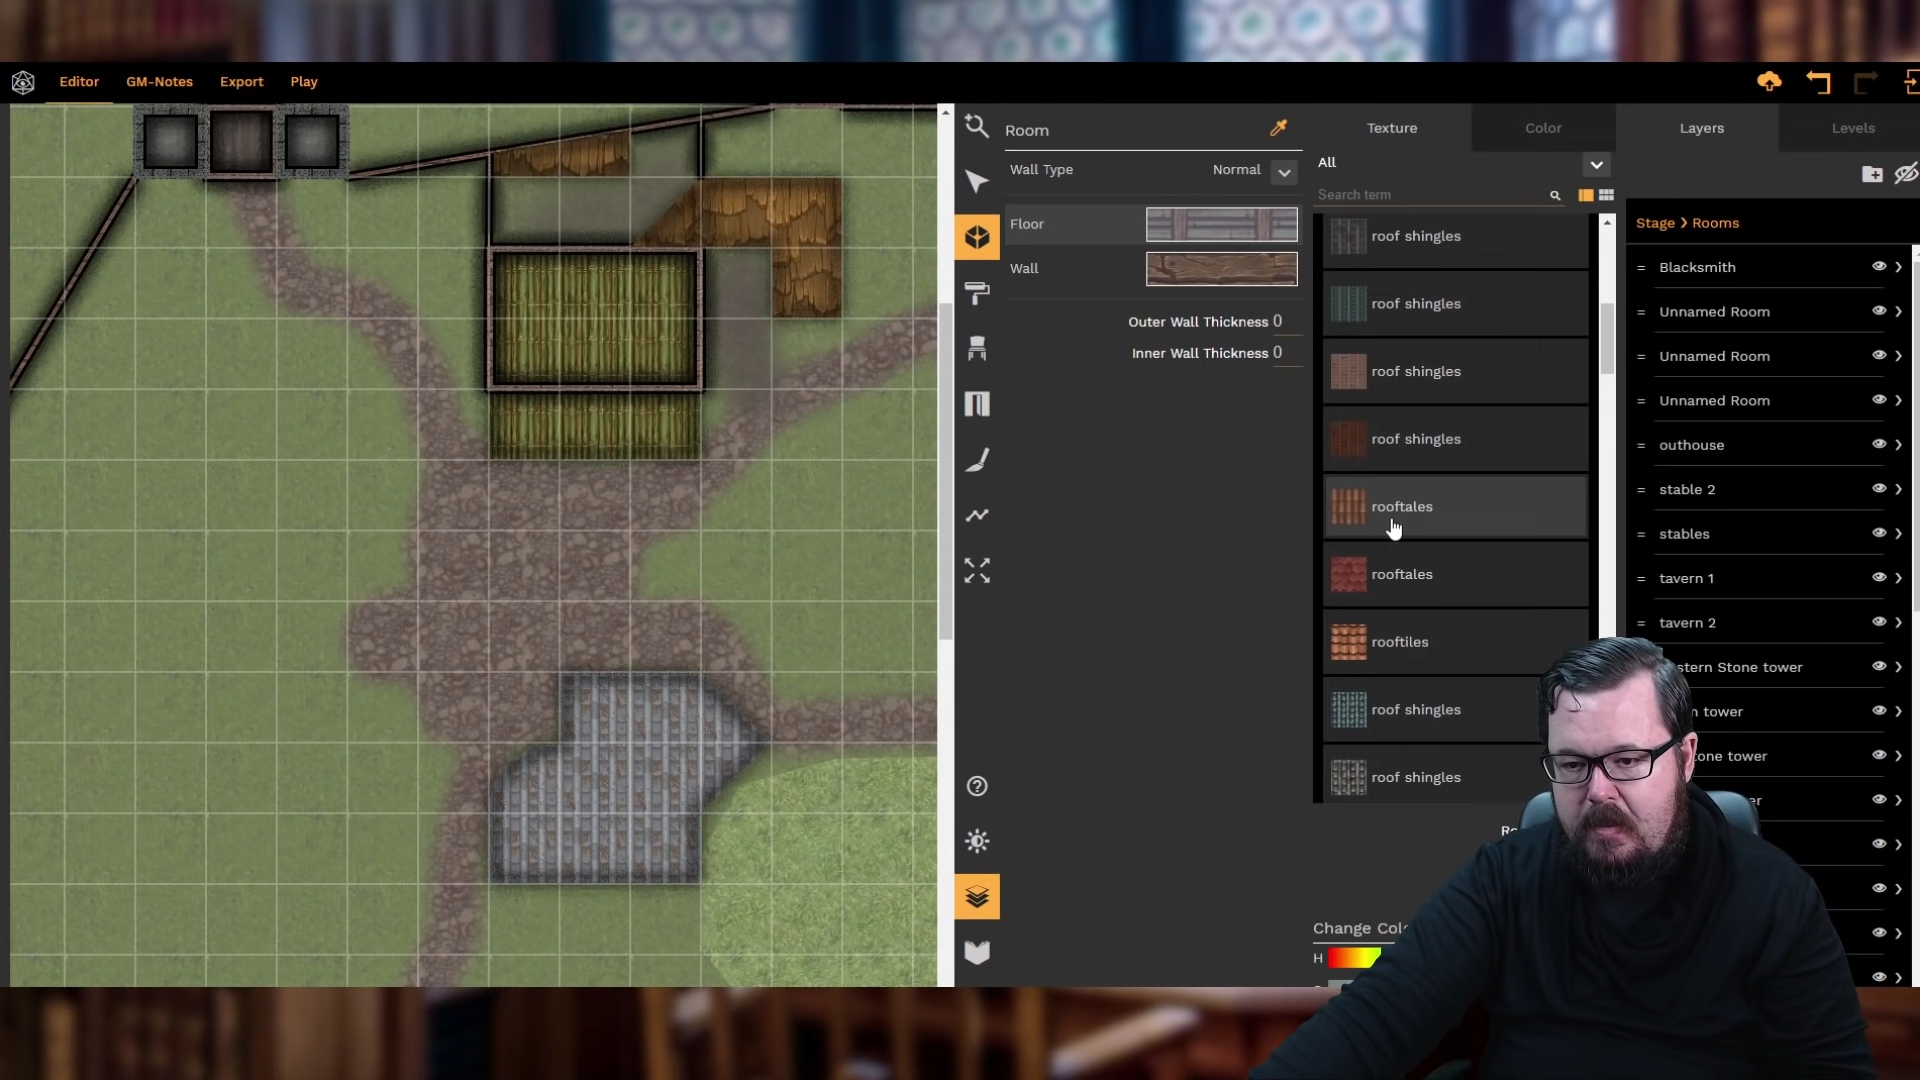 Editor
GM-Notes
Export
Play
Room
Wall Type
Normal
Floor
Wall
Outer Wall Thickness 0
Inner Wall Thickness 0
Texture
Color
All
Search term
roof shingles
roof shingles
roof shingles
roof shingles
rooftales
rooftales
rooftiles
roof shingles
roof shingles
H
Layers
Levels
Stage ❯ Rooms
Blacksmith
Unnamed Room
Unnamed Room
Unnamed Room
outhouse
stable 2
stables
tavern 1
tavern 2
Stone tower
tower
tower
Change